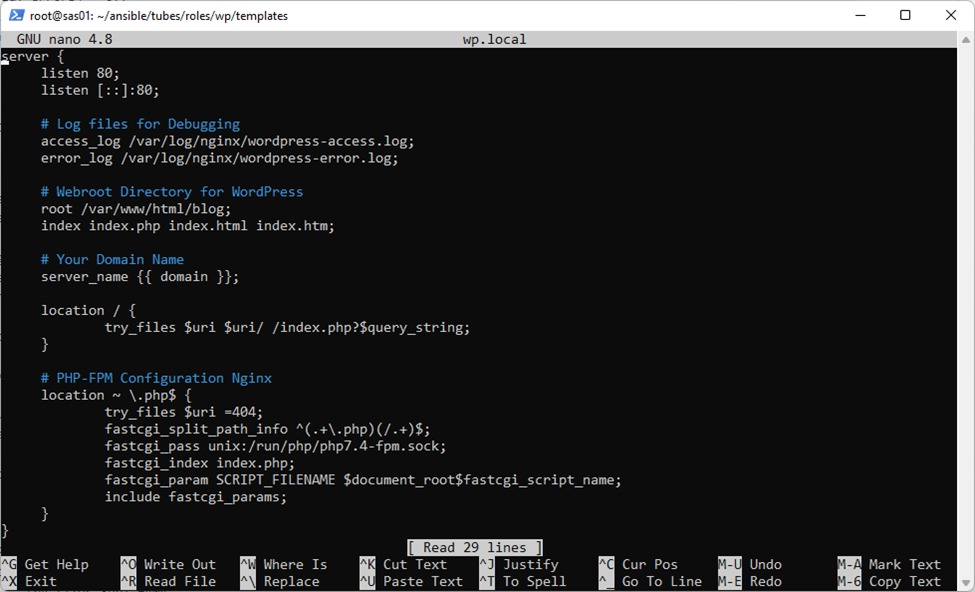 root@sas01: ~/ansible/tubes/roles/wp/templates
GNU nano 4.8 wp.local
server {
listen 80;
listen [::]:80;
# Log files for Debugging
access_log /var/log/nginx/wordpress-access.log;
error_log /var/log/nginx/wordpress-error.log;
# Webroot Directory for WordPress
root /var/www/html/blog;
index index.php index.html index.htm;
# Your Domain Name
server_name {{ domain }};
location / {
try_files $uri $uri/ /index.php?$query_string;
}
# PHP-FPM Configuration Nginx
location ~ \.php$ {
try_files $uri =404;
fastcgi_split_path_info ^(.+\.php)(/.+)$;
fastcgi_pass unix:/run/php/php7.4-fpm.sock;
fastcgi_index index.php;
fastcgi_param SCRIPT_FILENAME $document_root$fastcgi_script_name;
include fastcgi_params;
}
}
[ Read 29 lines ]
^G Get Help ^O Write Out ^W Where Is ^K Cut Text ^J Justify ^C Cur Pos M-U Undo M-A Mark Text
^X Exit ^R Read File ^\ Replace ^U Paste Text ^T To Spell ^_ Go To Line M-E Redo M-6 Copy Text